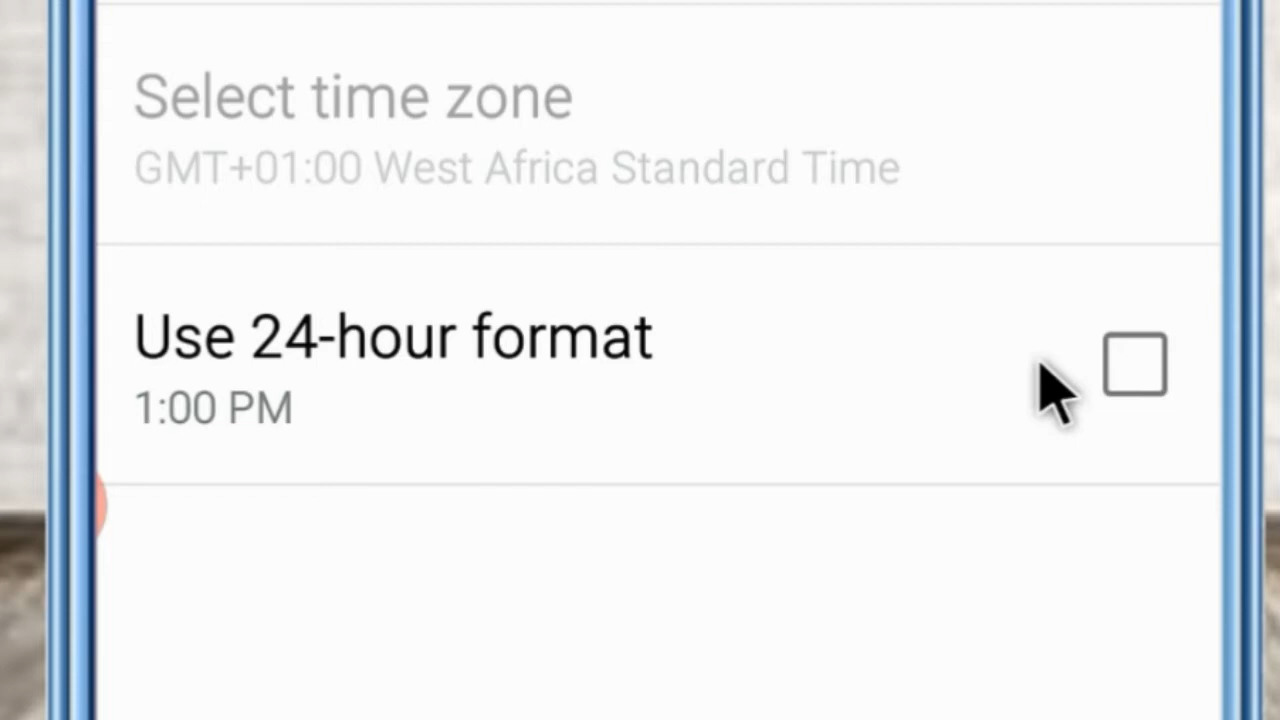 Select time zone
GMT+01:00 West Africa Standard Time
Use 24-hour format
1:00 PM